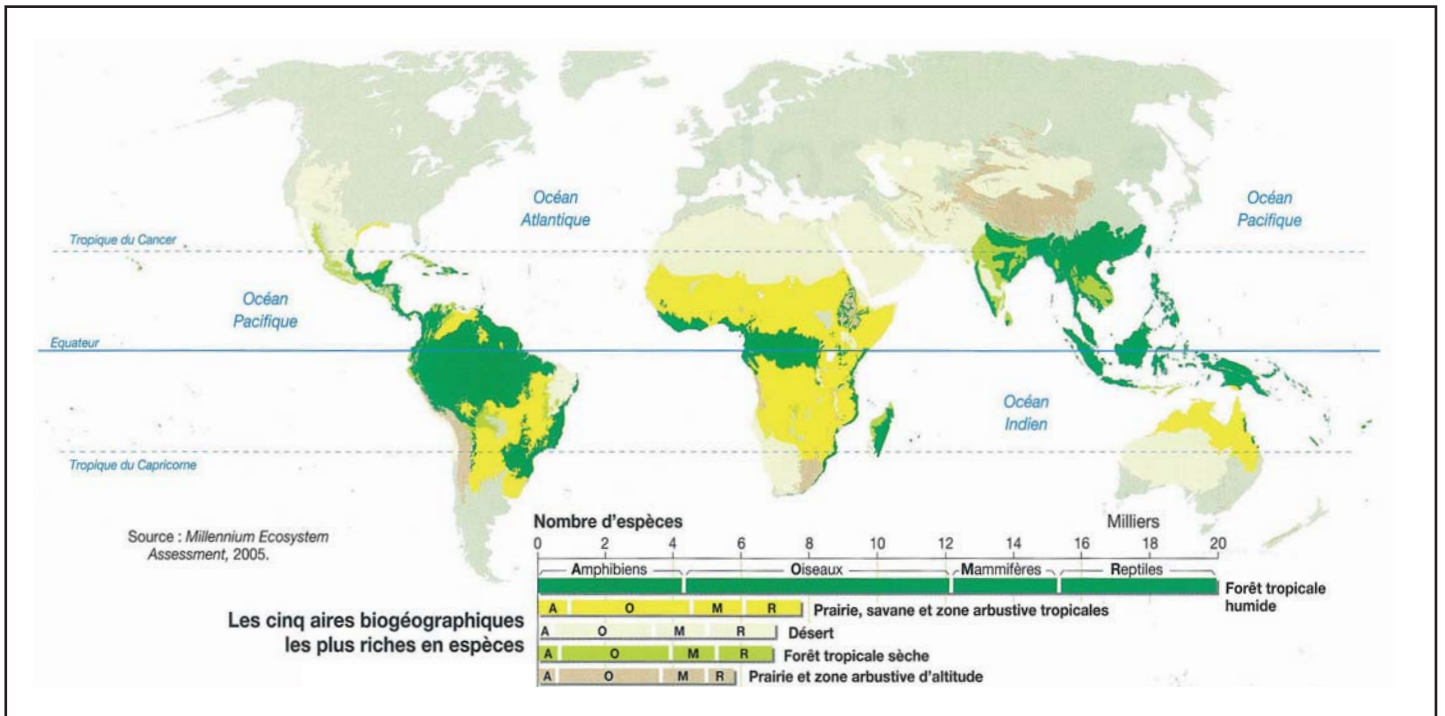 Océan
Atlantique
Océan
Pacifique
Tropique du Cancer
Océan
Pacifique
Equateur
Océan
Indien
Tropique du Capricorne
Source : Millennium Ecosystem
Assessment, 2005.
Nombre d'espèces
Milliers
0 2 4 6 8 10 12 14 16 18 20
Amphibiens Oiseaux Mammifères Reptiles
Forêt tropicale
humide
Les cinq aires biogéographiques
les plus riches en espèces
A O M R Prairie, savane et zone arbustive tropicales
A O M R Désert
A O M R Forêt tropicale sèche
A O M R Prairie et zone arbustive d'altitude